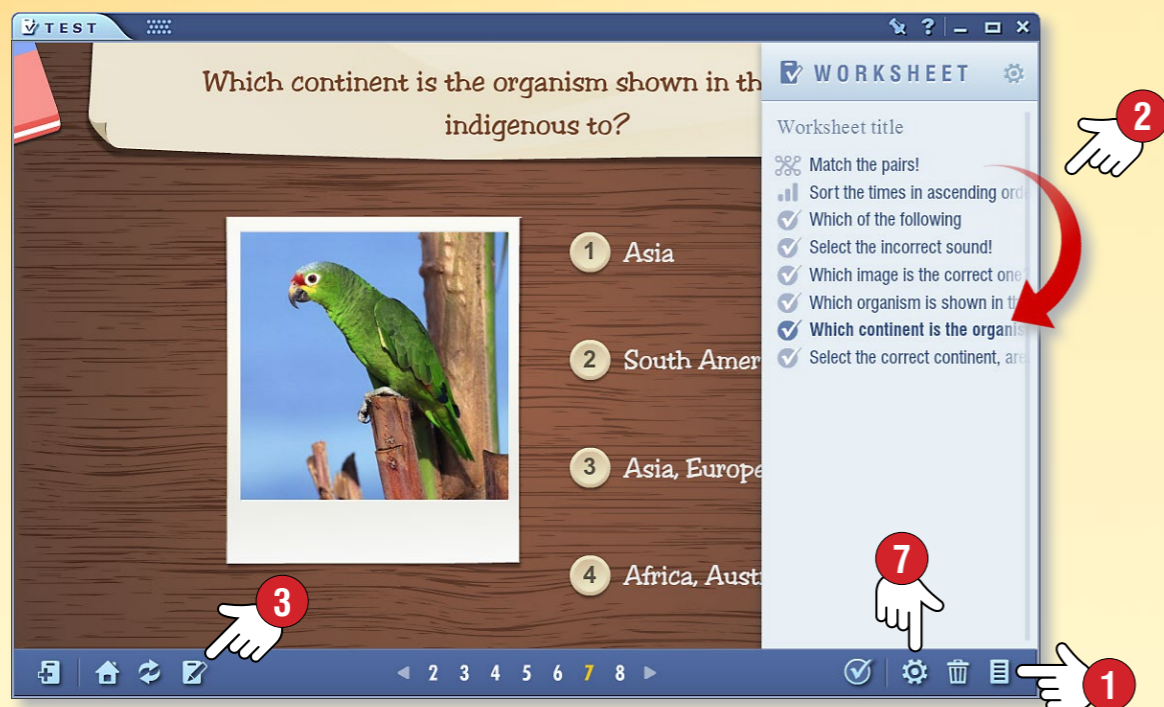 TEST
?
Which continent is the organism shown in th
indigenous to?
1 Asia
2 South Amer
3 Asia, Europe
4 Africa, Aust
WORKSHEET
Worksheet title
Match the pairs!
Sort the times in ascending orde
Which of the following
Select the incorrect sound!
Which image is the correct one?
Which organism is shown in th
Which continent is the organis
Select the correct continent, are
2
7
3
1
2 3 4 5 6 7 8